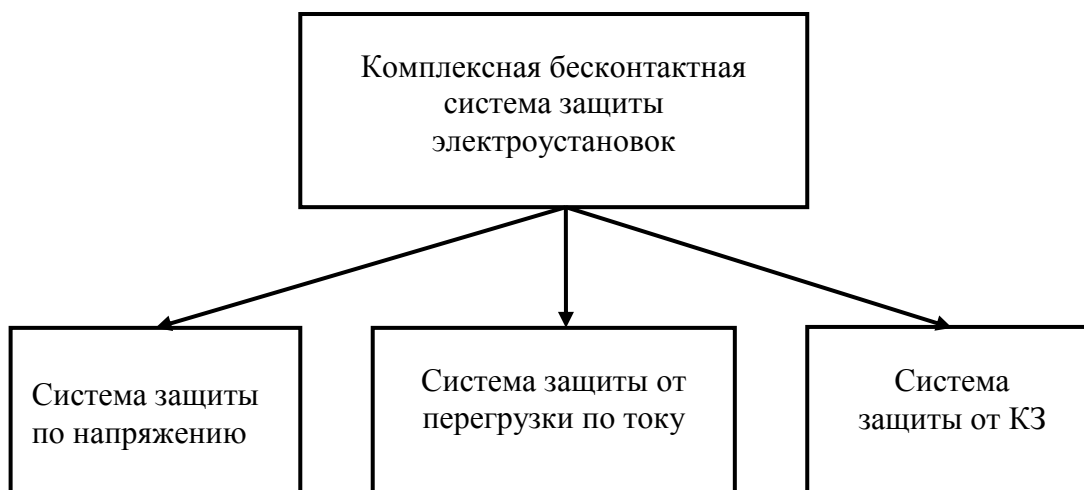 Комплексная бесконтактная
система защиты
электроустановок
Система защиты
по напряжению
Система защиты от
перегрузки по току
Система
защиты от КЗ